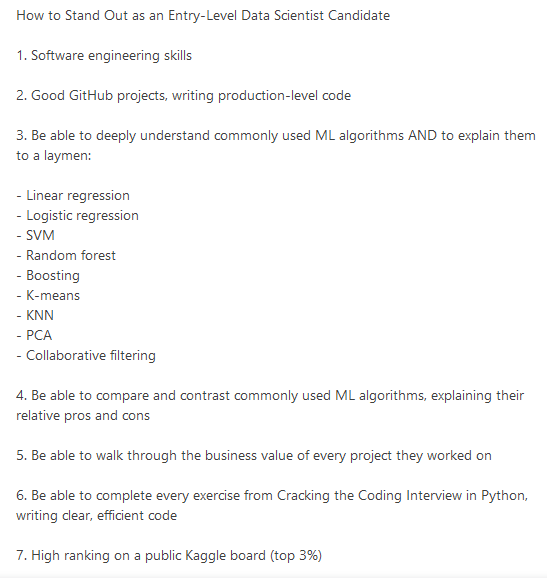 How to Stand Out as an Entry-Level Data Scientist Candidate
1. Software engineering skills
2. Good GitHub projects, writing production-level code
3. Be able to deeply understand commonly used ML algorithms AND to explain them
to a laymen:
- Linear regression
- Logistic regression
- SVM
- Random forest
- Boosting
- K-means
- KNN
- PCA
- Collaborative filtering
4. Be able to compare and contrast commonly used ML algorithms, explaining their
relative pros and cons
5. Be able to walk through the business value of every project they worked on
6. Be able to complete every exercise from Cracking the Coding Interview in Python,
writing clear, efficient code
7. High ranking on a public Kaggle board (top 3%)